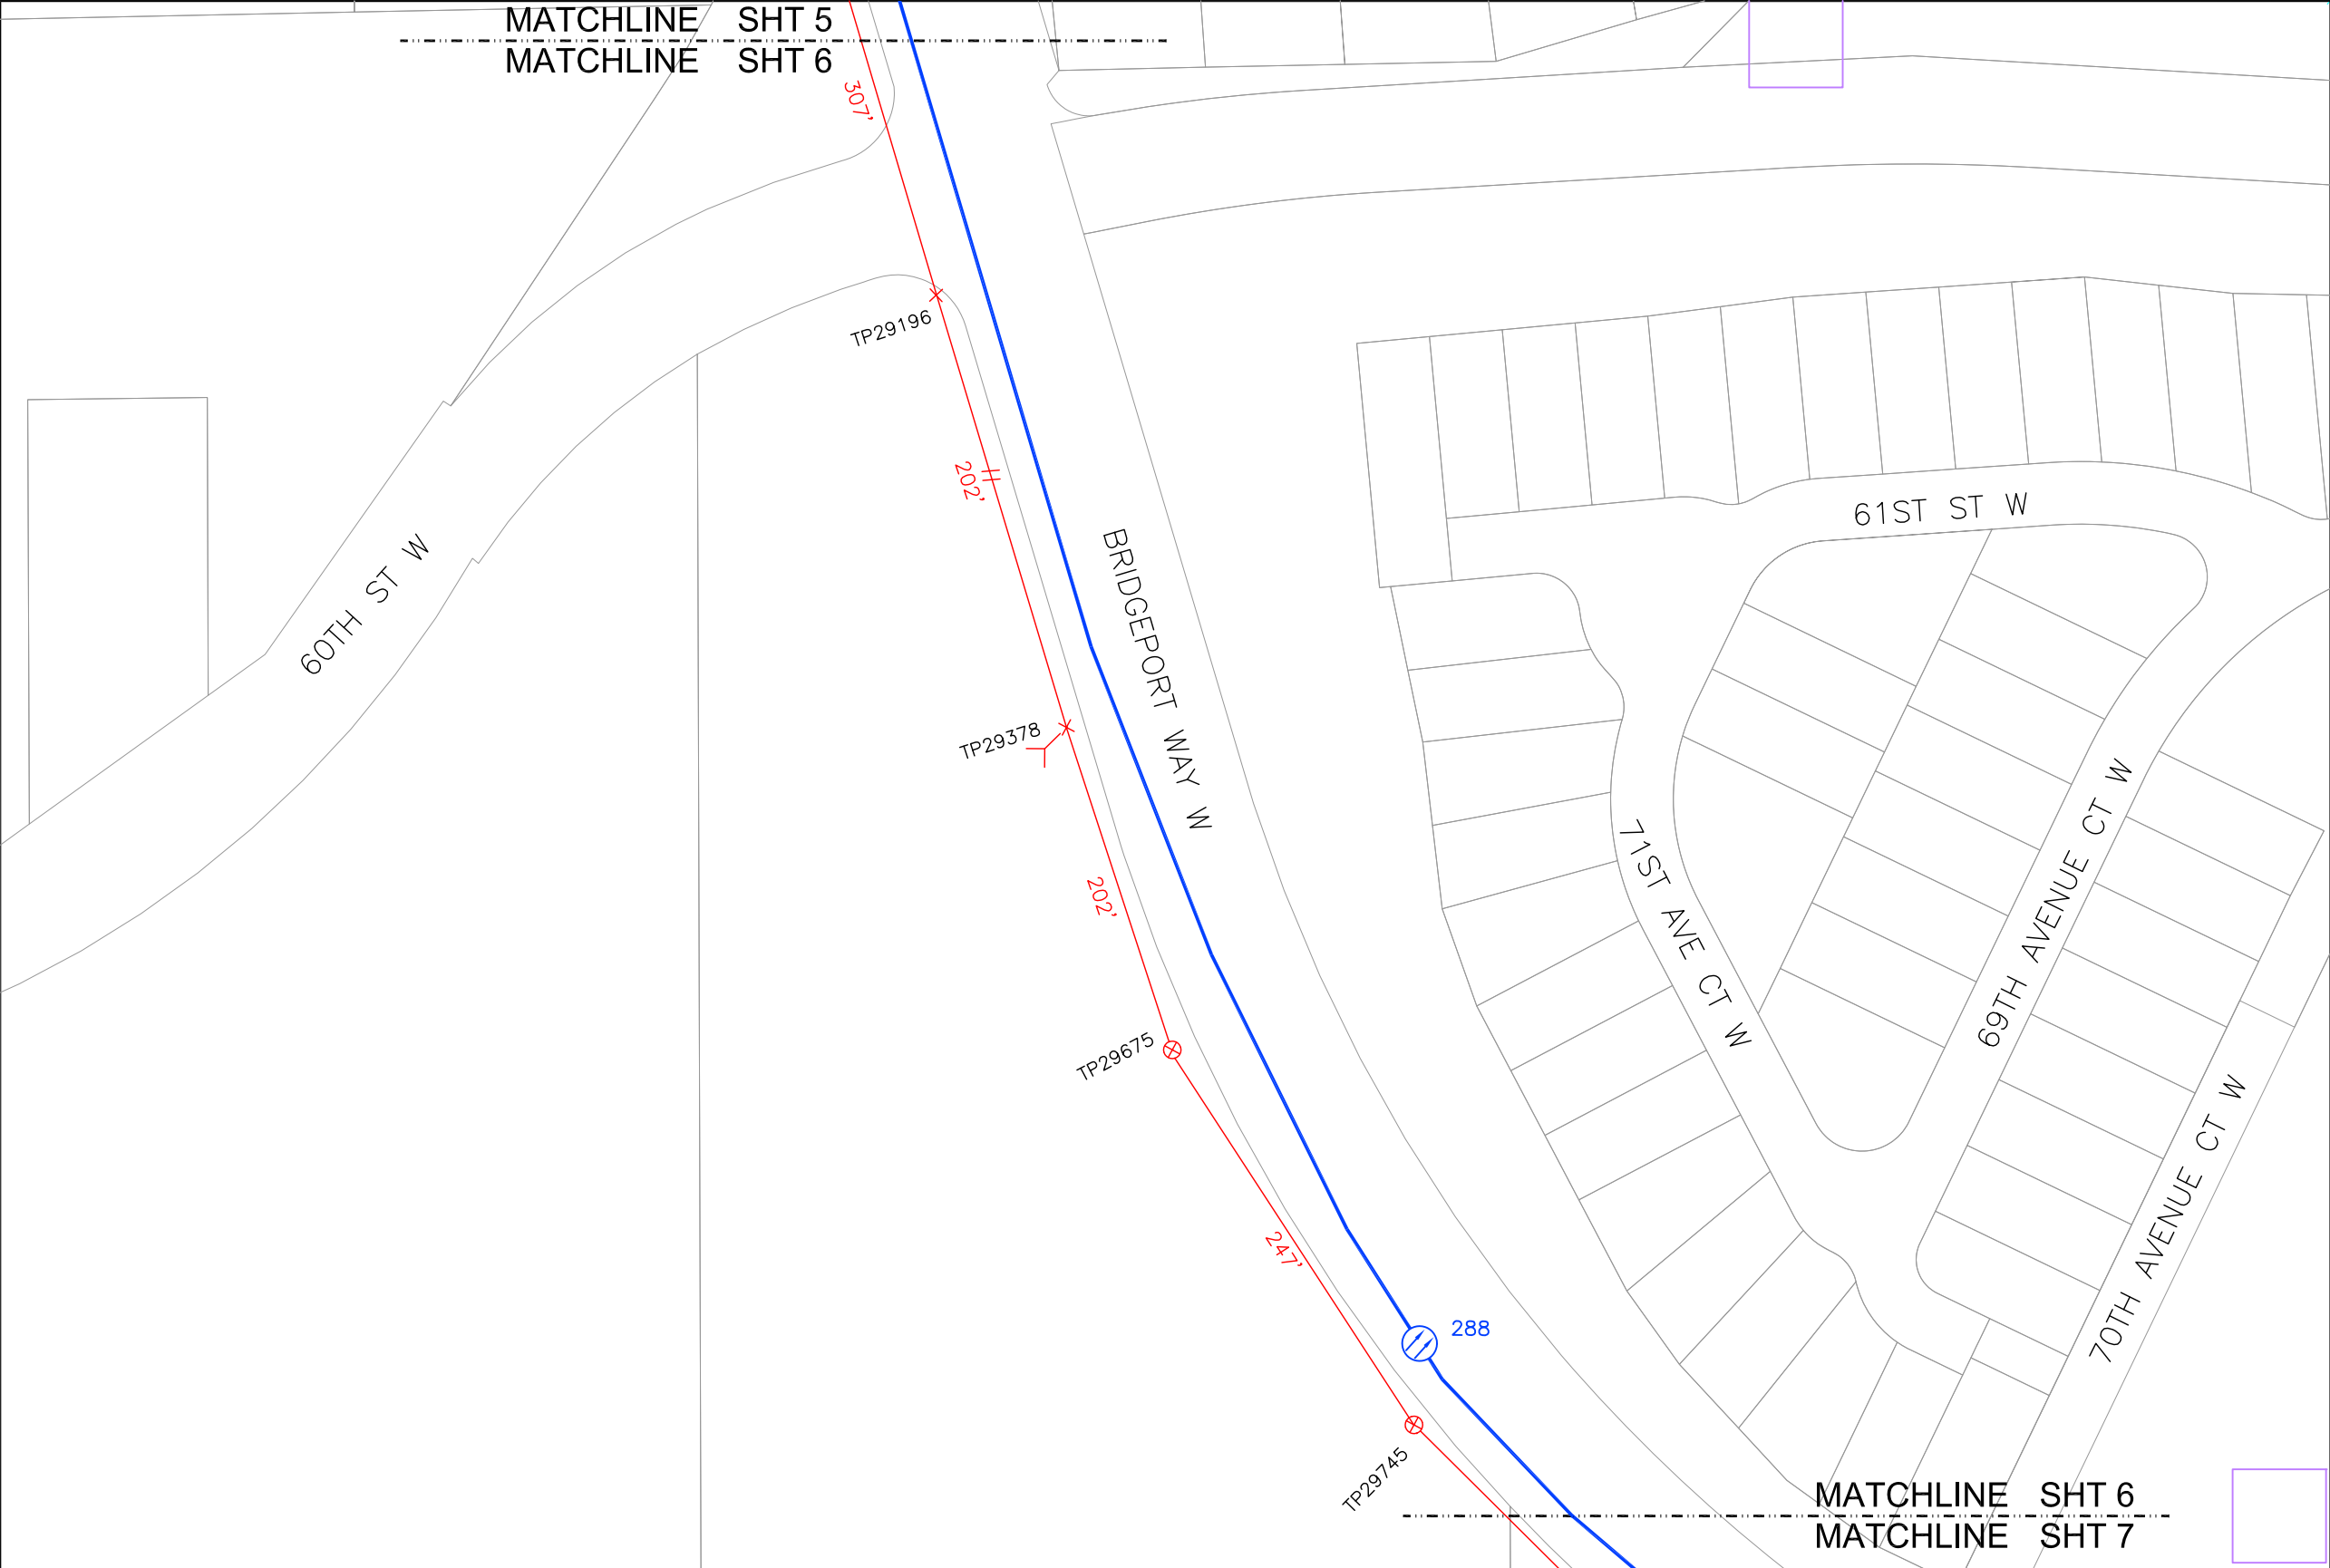 MATCHLINE SHT 5
MATCHLINE SHT 6
307'
TP29196
202'
61ST ST W
60TH ST W
BRIDGEPORT WAY W
TP29378
202'
71ST AVE CT W
69TH AVENUE CT W
TP29675
70TH AVENUE CT W
247'
288
TP29745
MATCHLINE SHT 6
MATCHLINE SHT 7